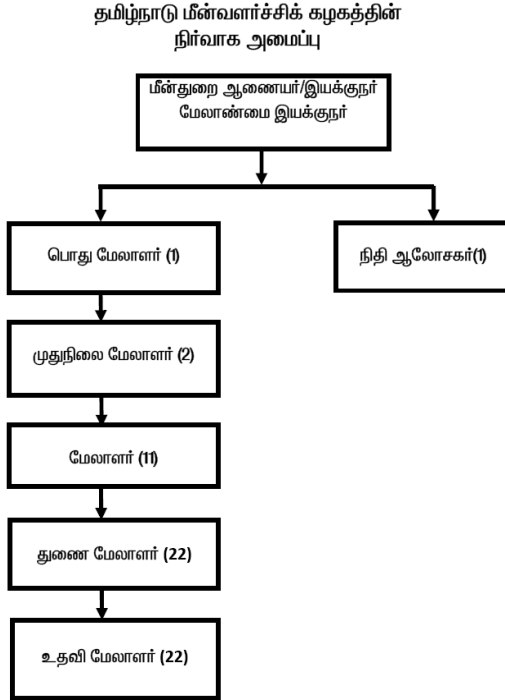 தமிழ்நாடு மீன்வளர்ச்சிக் கழகத்தின்
நிர்வாக அமைப்பு
மீன்துறை ஆணையர்/இயக்குநர்
மேலாண்மை இயக்குநர்
பொது மேலாளர் (1)
நிதி ஆலோசகர்(1)
முதுநிலை மேலாளர் (2)
மேலாளர் (11)
துணை மேலாளர் (22)
உதவி மேலாளர் (22)